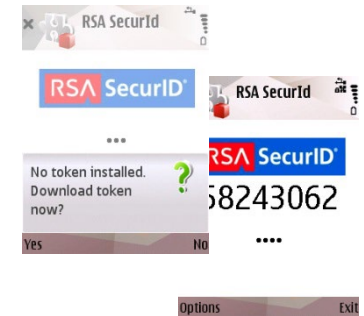 RSA SecurId
RSA SecurID®
•••
No token installed.
Download token
now?
Yes No
RSA SecurId
RSA SecurID®
58243062
••••
Options Exit